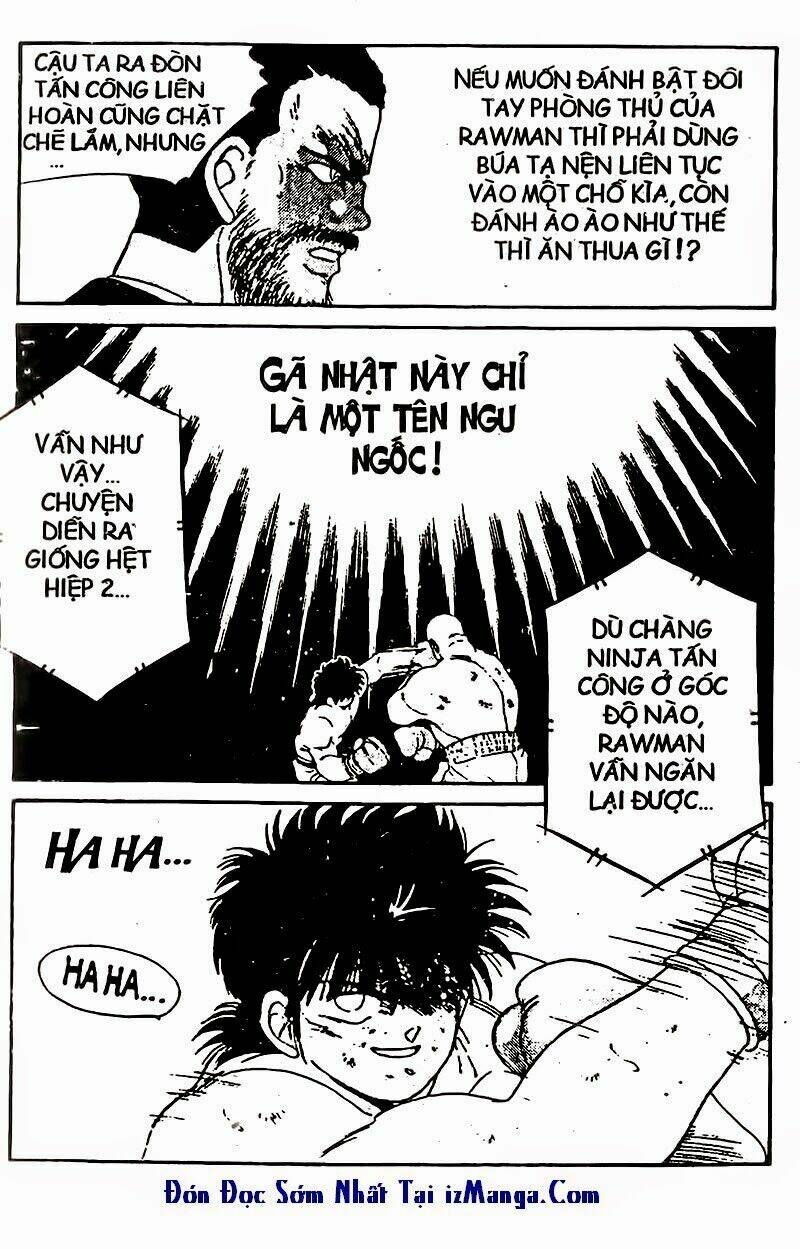 CẬU TA RA ĐÒN
TẤN CÔNG LIÊN
HOÀN CŨNG CHẶT
CHẼ LẮM, NHƯNG
...
NẾU MUỐN ĐÁNH BẬT ĐÔI
TAY PHÒNG THỦ CỦA
RAWMAN THÌ PHẢI DÙNG
BÚA TẠ NỆN LIÊN TỤC
VÀO MỘT CHỖ KÌA, CÒN
ĐÁNH ÀO ÀO NHƯ THẾ
THÌ ĂN THUA GÌ!?
GÃ NHẬT NÀY CHỈ
LÀ MỘT TÊN NGU
NGỐC!
VẪN NHƯ
VẬY...
CHUYỆN
DIỄN RA
GIỐNG HỆT
HIỆP 2...
DÙ CHÀNG
NINJA TẤN
CÔNG Ở GÓC
ĐỘ NÀO,
RAWMAN
VẪN NGĂN
LẠI ĐƯỢC...
HA HA...
HA HA...
Đón Đọc Sớm Nhất Tại izManga.Com